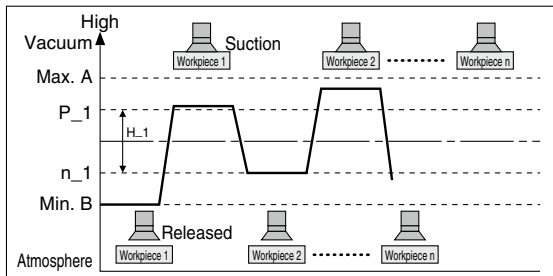 High
Vacuum
Suction
Workpiece 1
Workpiece 2
Workpiece n
Max. A
P_1
H_1
n_1
Min. B
Released
Workpiece 1
Workpiece 2
Workpiece n
Atmosphere